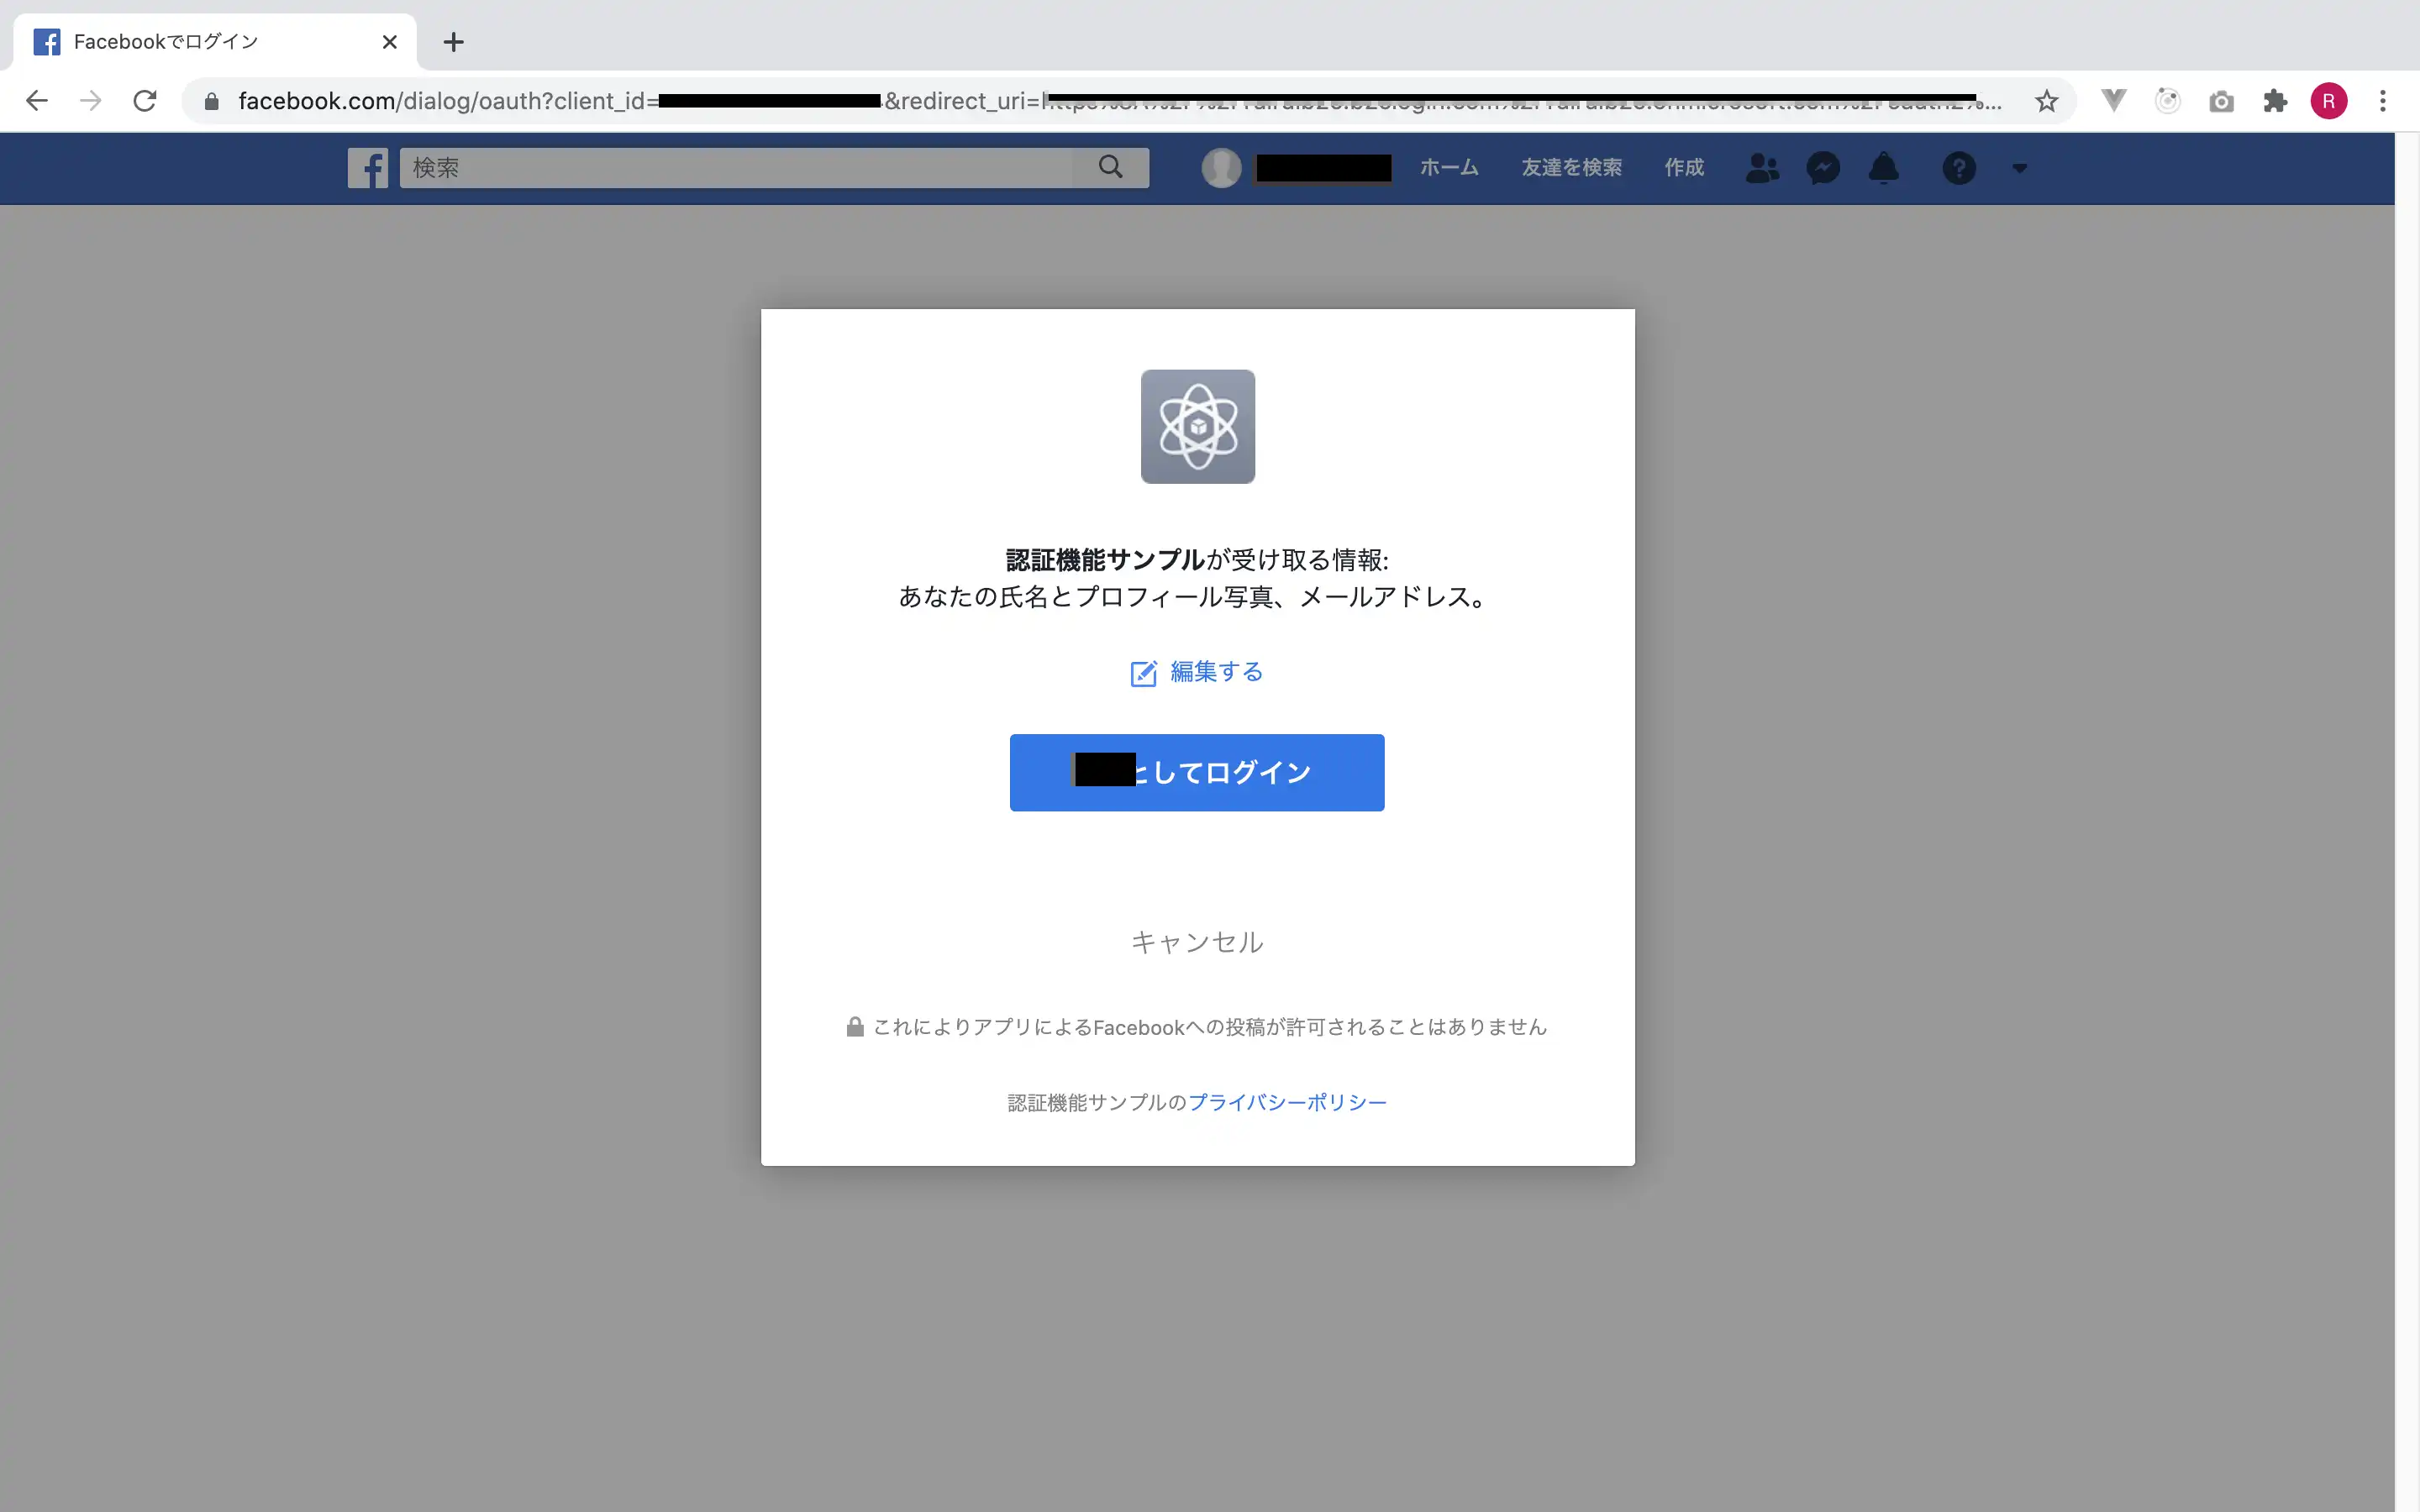 Facebookでログイン
facebook.com/dialog/oauth?client_id= &redirect_uri=
検索
ホーム 友達を検索 作成
R
認証機能サンプルが受け取る情報:
あなたの氏名とプロフィール写真、メールアドレス。
編集する
としてログイン
キャンセル
これによりアプリによるFacebookへの投稿が許可されることはありません
認証機能サンプルのプライバシーポリシー